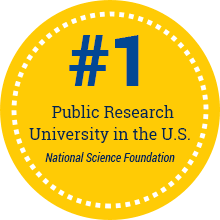 #1
Public Research
University in the U.S.
National Science Foundation